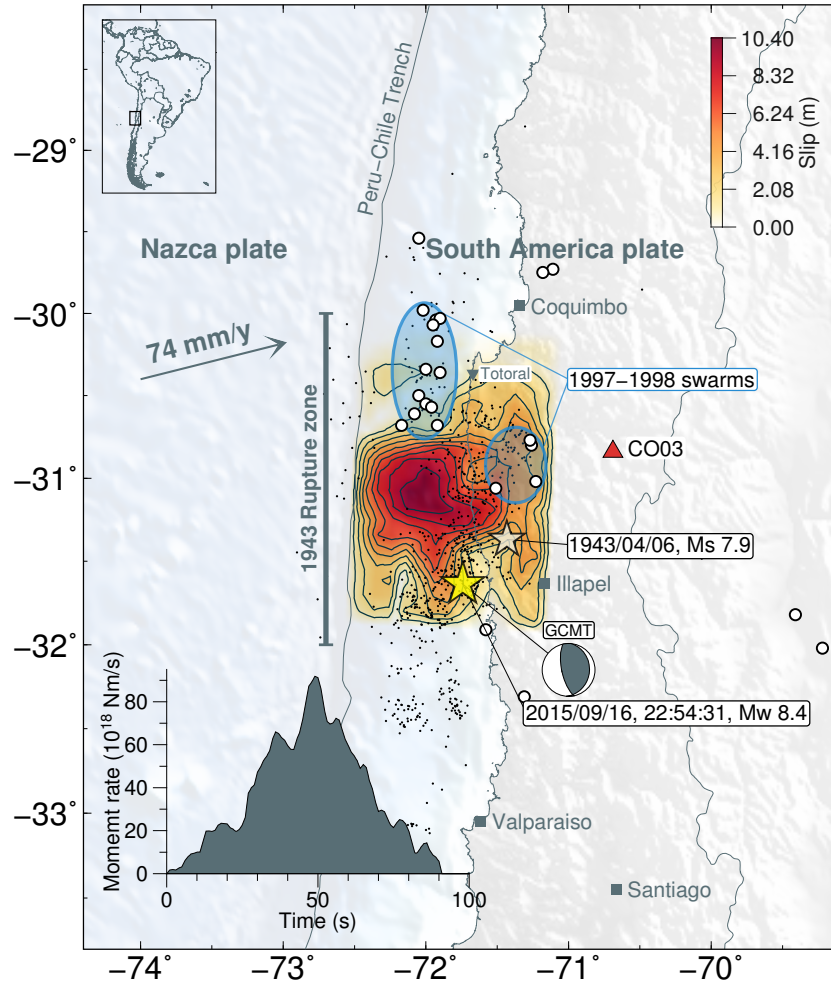 10.40
8.32
6.24
4.16
2.08
0.00
Slip (m)
−29°
−30°
−31°
−32°
−33°
Peru−Chile Trench
Nazca plate
South America plate
Coquimbo
74 mm/y
Totoral
1997−1998 swarms
1943 Rupture zone
CO03
1943/04/06, Ms 7.9
Illapel
GCMT
2015/09/16, 22:54:31, Mw 8.4
Valparaiso
Santiago
Momemt rate (10¹⁸ Nm/s)
80
60
40
20
0
0 50 100
Time (s)
−74° −73° −72° −71° −70°